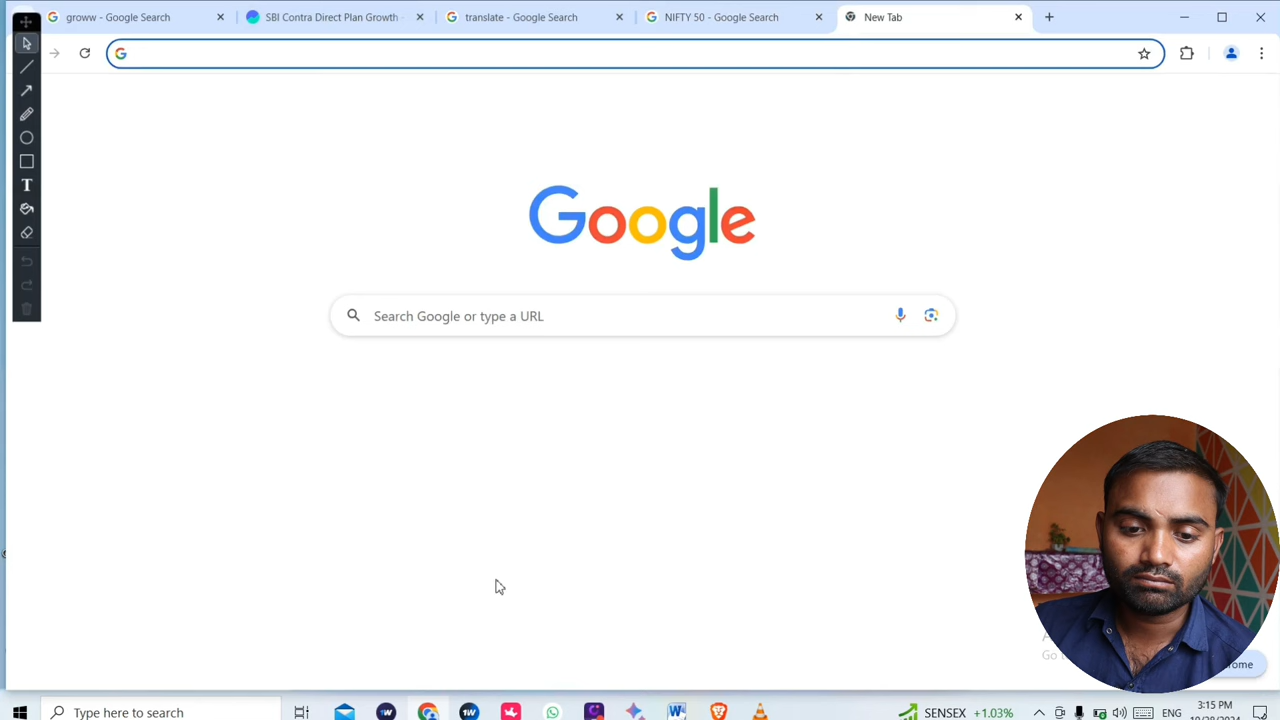 groww - Google Search
SBI Contra Direct Plan Growth -
translate - Google Search
NIFTY 50 - Google Search
New Tab
Google
Search Google or type a URL
T
Type here to search
SENSEX +1.03%
ENG
3:15 PM